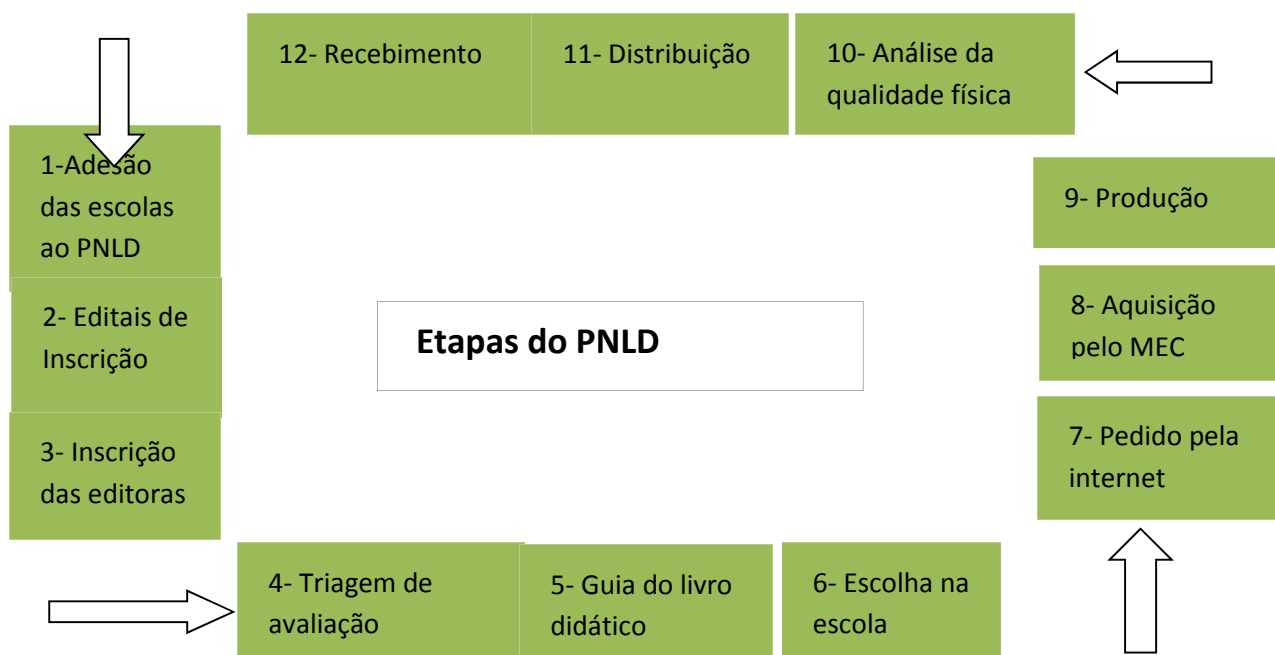 12- Recebimento
11- Distribuição
10- Análise da
qualidade física
1-Adesão
das escolas
ao PNLD
9- Produção
2- Editais de
Inscrição
8- Aquisição
pelo MEC
Etapas do PNLD
3- Inscrição
das editoras
7- Pedido pela
internet
4- Triagem de
avaliação
5- Guia do livro
didático
6- Escolha na
escola